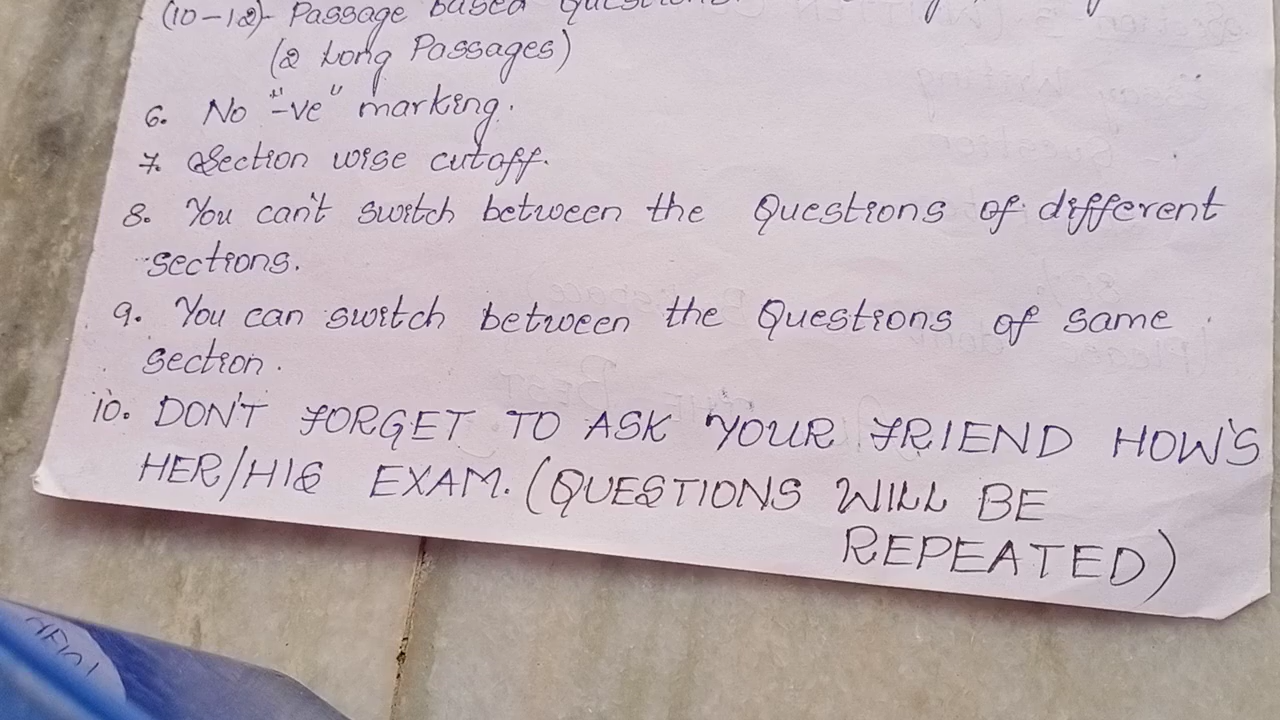 (10-12)- Passage based Questions.
(2 Long Passages)
6. No "-ve" marking.
7. Section wise cutoff.
8. You can't switch between the Questions of different
sections.
9. You can switch between the Questions of same
section.
10. DON'T FORGET TO ASK YOUR FRIEND HOW'S
HER/HIS EXAM. (QUESTIONS WILL BE
REPEATED)